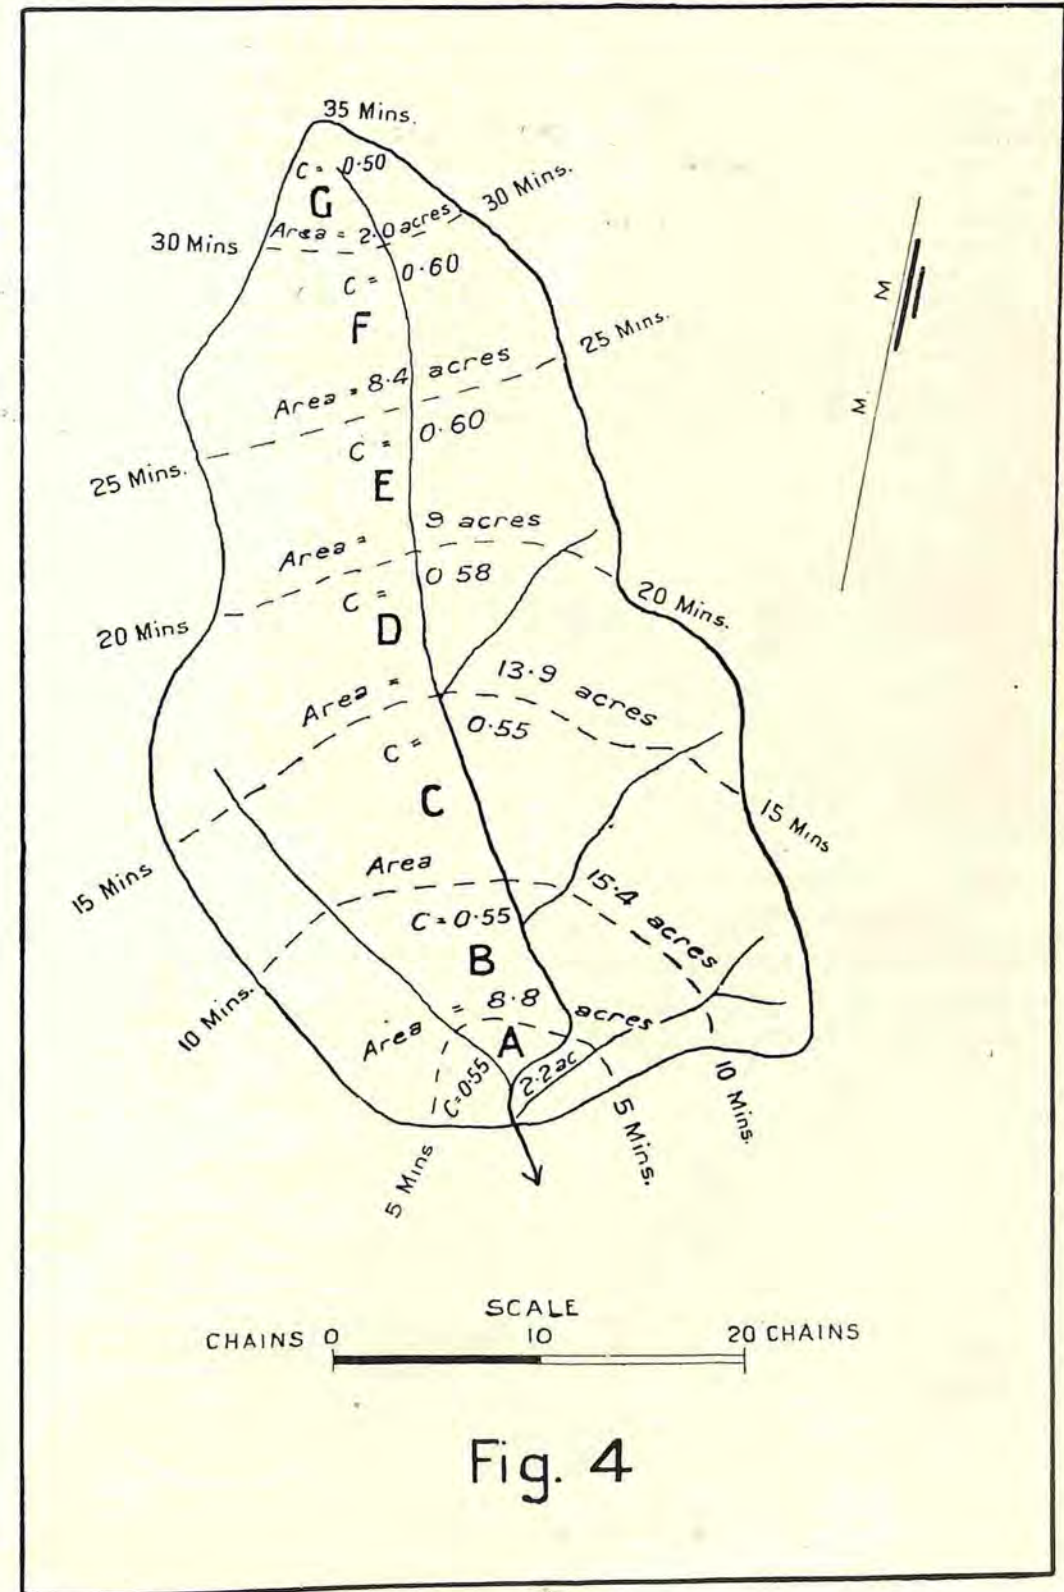 35 Mins.
C = 0.50
G
30 Mins.
Area = 2.0 acres
30 Mins
C = 0.60
F
25 Mins.
Area = 8.4 acres
C = 0.60
25 Mins.
E
9 acres
Area =
0 58
C =
20 Mins.
20 Mins
D
13.9 acres
Area =
0.55
C =
C
15 Mins
15 Mins
Area
15.4 acres
C = 0.55
B
= 8.8 acres
10 Mins.
Area
A
C = 0.55
2.2 ac
10 Mins.
5 Mins.
5 Mins
M
M.
SCALE
CHAINS 0 10 20 CHAINS
Fig. 4